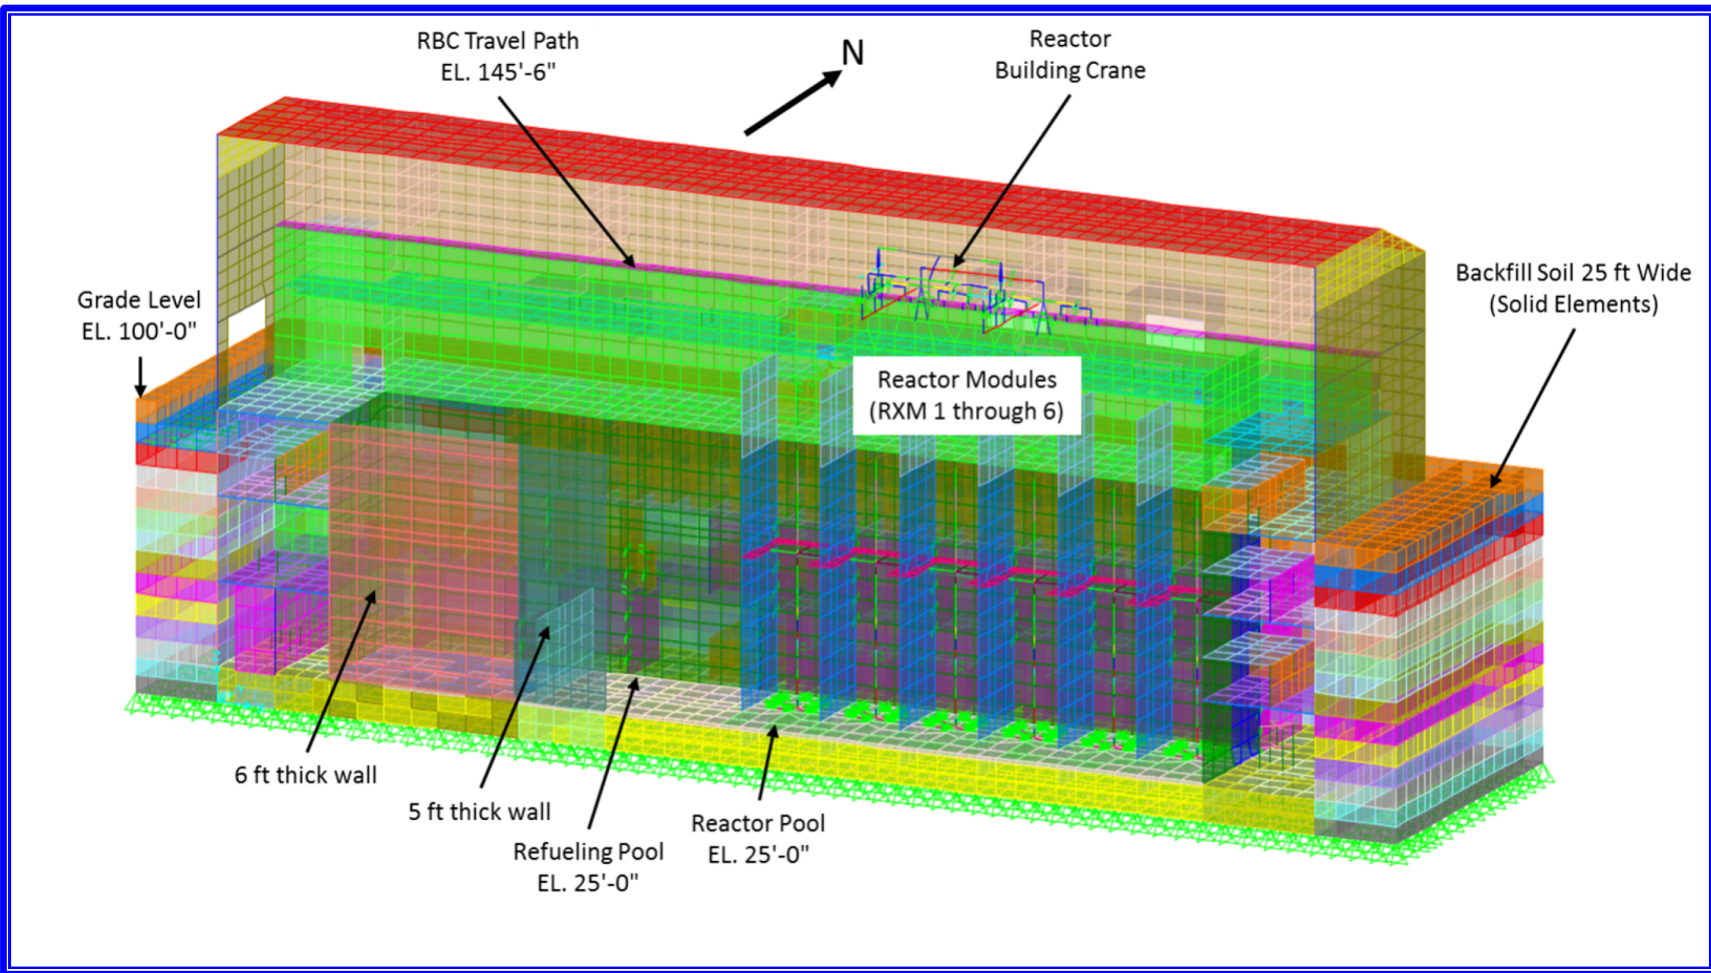 RBC Travel Path
EL. 145'-6"
N
Reactor
Building Crane
Backfill Soil 25 ft Wide
(Solid Elements)
Grade Level
EL. 100'-0"
Reactor Modules
(RXM 1 through 6)
6 ft thick wall
5 ft thick wall
Refueling Pool
EL. 25'-0"
Reactor Pool
EL. 25'-0"